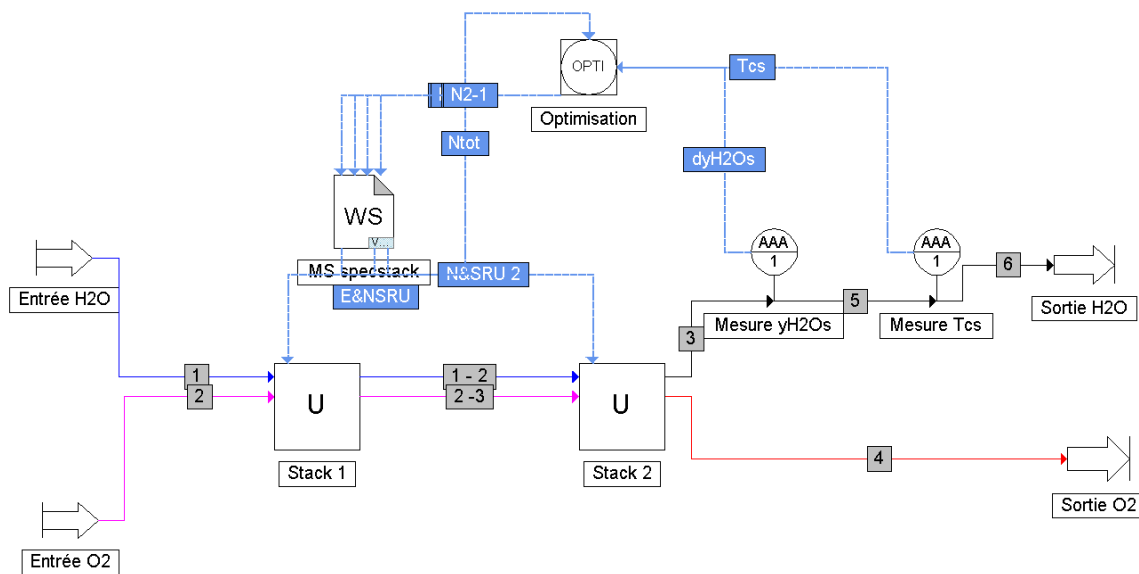 OPTI
Tcs
N2-1
Optimisation
Ntot
dyH2Os
WS
V...
AAA
1
AAA
1
MS specstack
N&SRU 2
E&NSRU
6
Entrée H2O
Sortie H2O
5
3
Mesure yH2Os
Mesure Tcs
1
2
1 - 2
2 -3
U
U
Stack 1
Stack 2
4
Sortie O2
Entrée O2